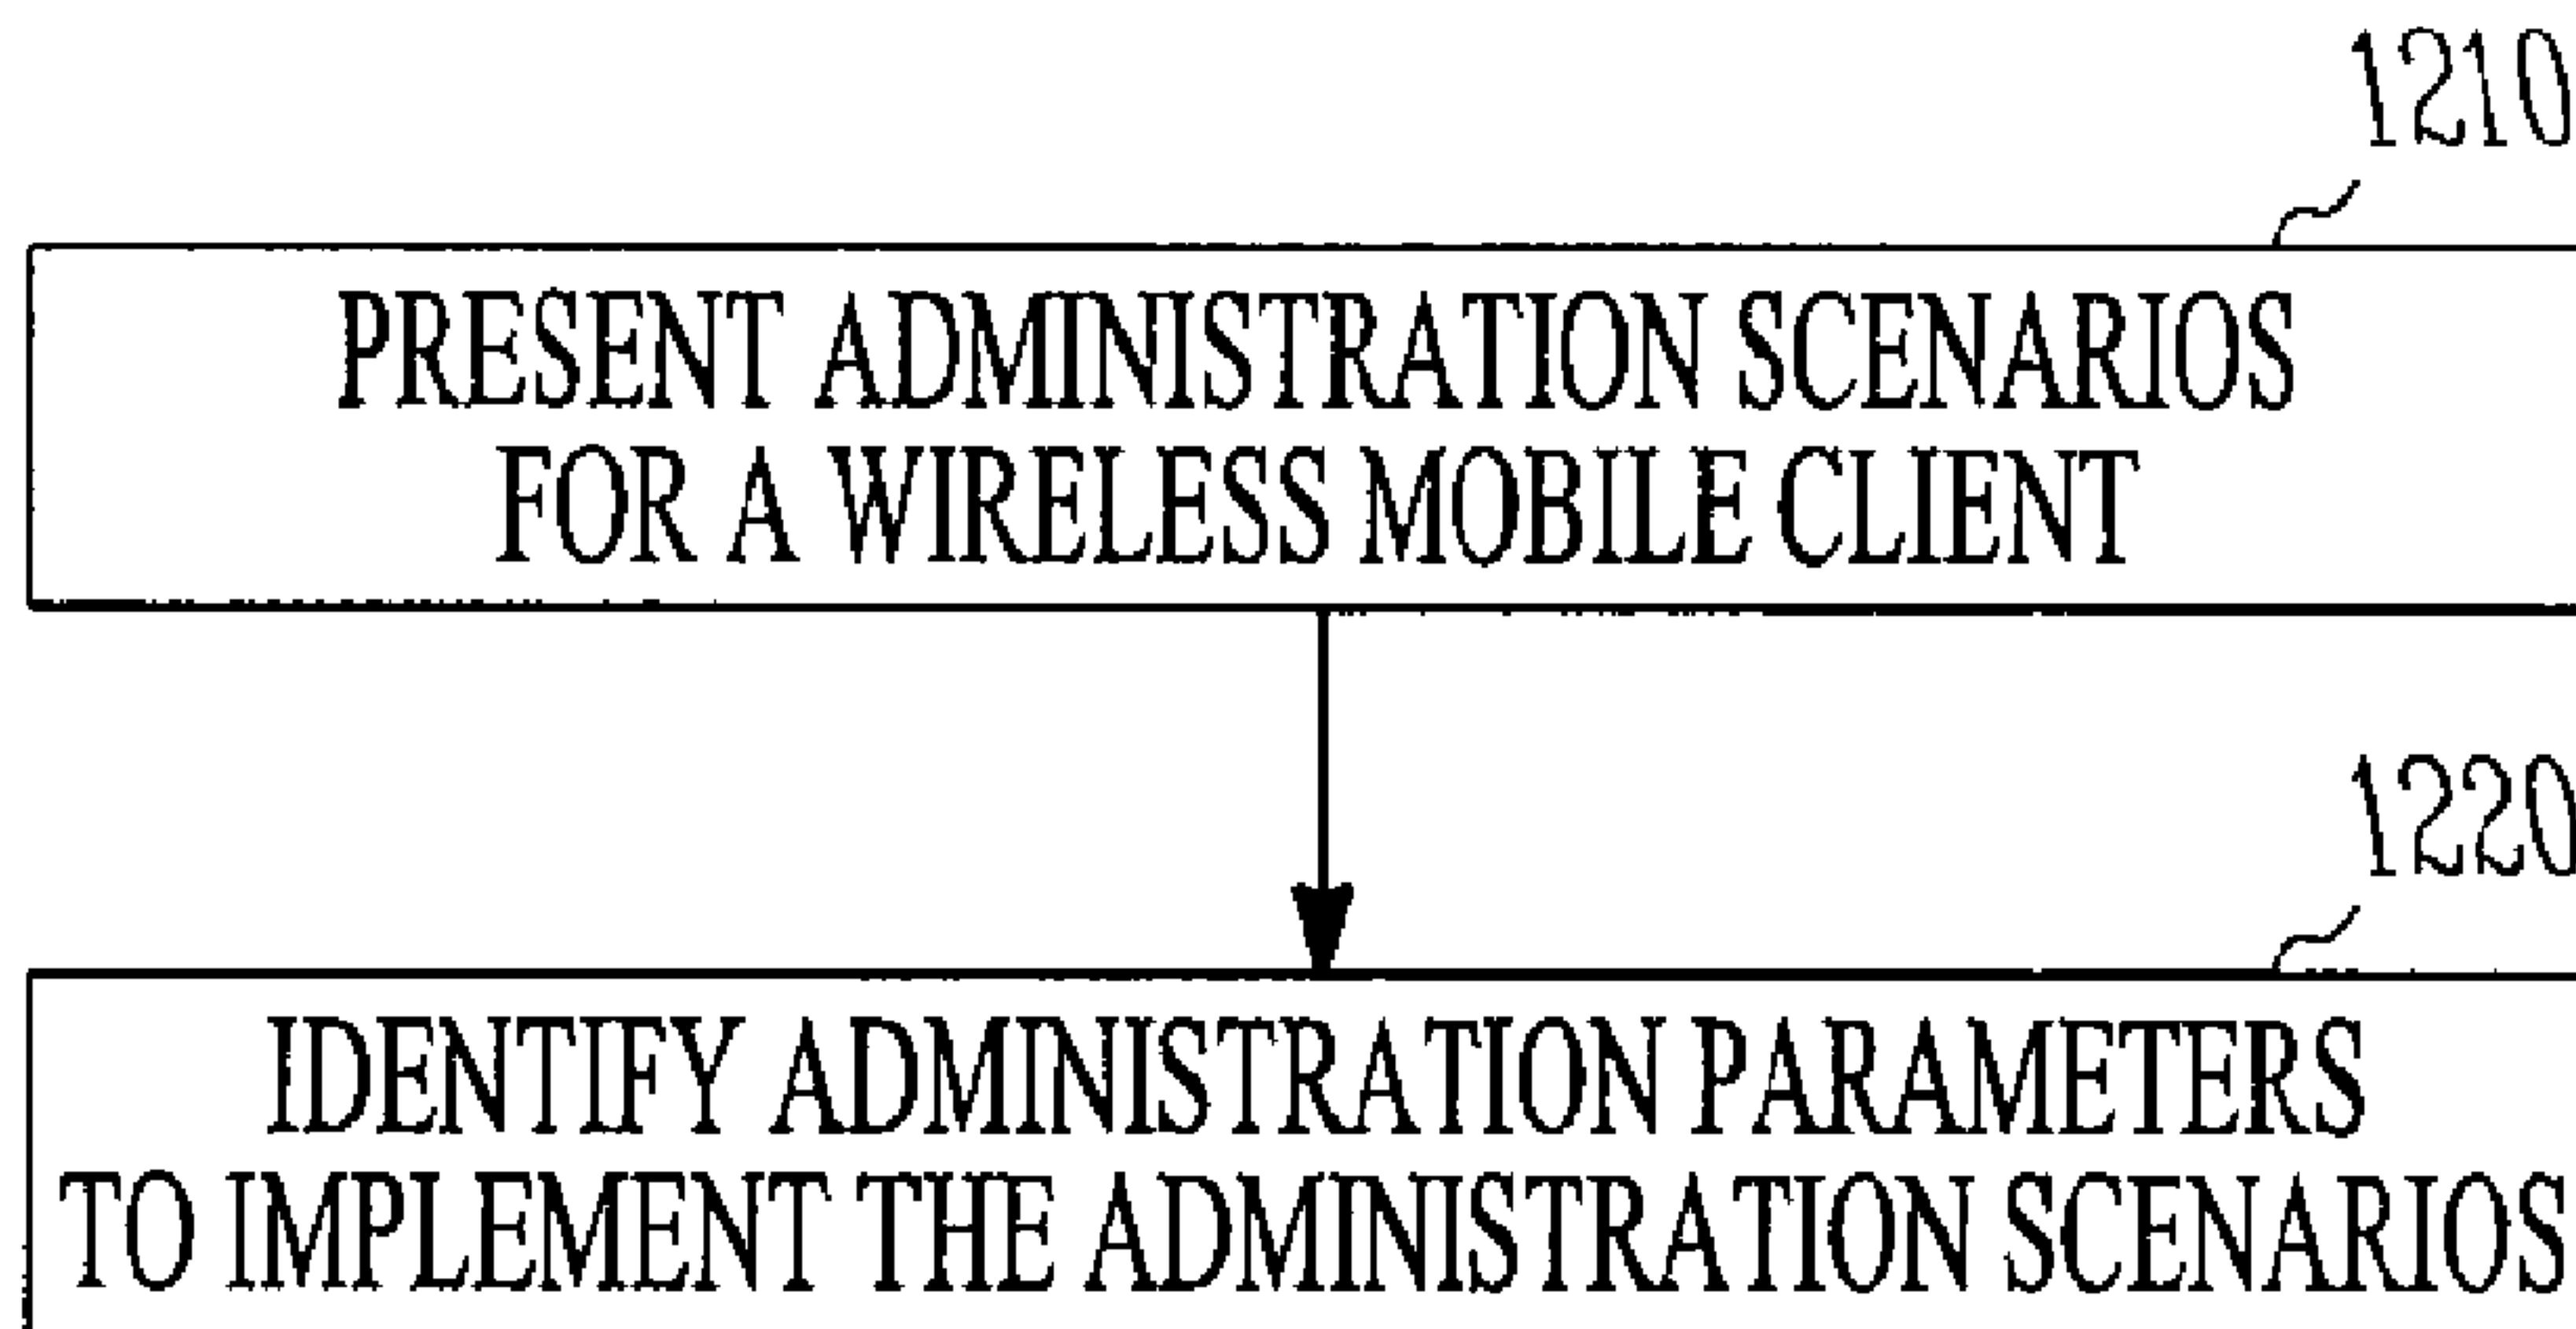 1210
PRESENT ADMINISTRATION SCENARIOS
FOR A WIRELESS MOBILE CLIENT
1220
IDENTIFY ADMINISTRATION PARAMETERS
TO IMPLEMENT THE ADMINISTRATION SCENARIOS